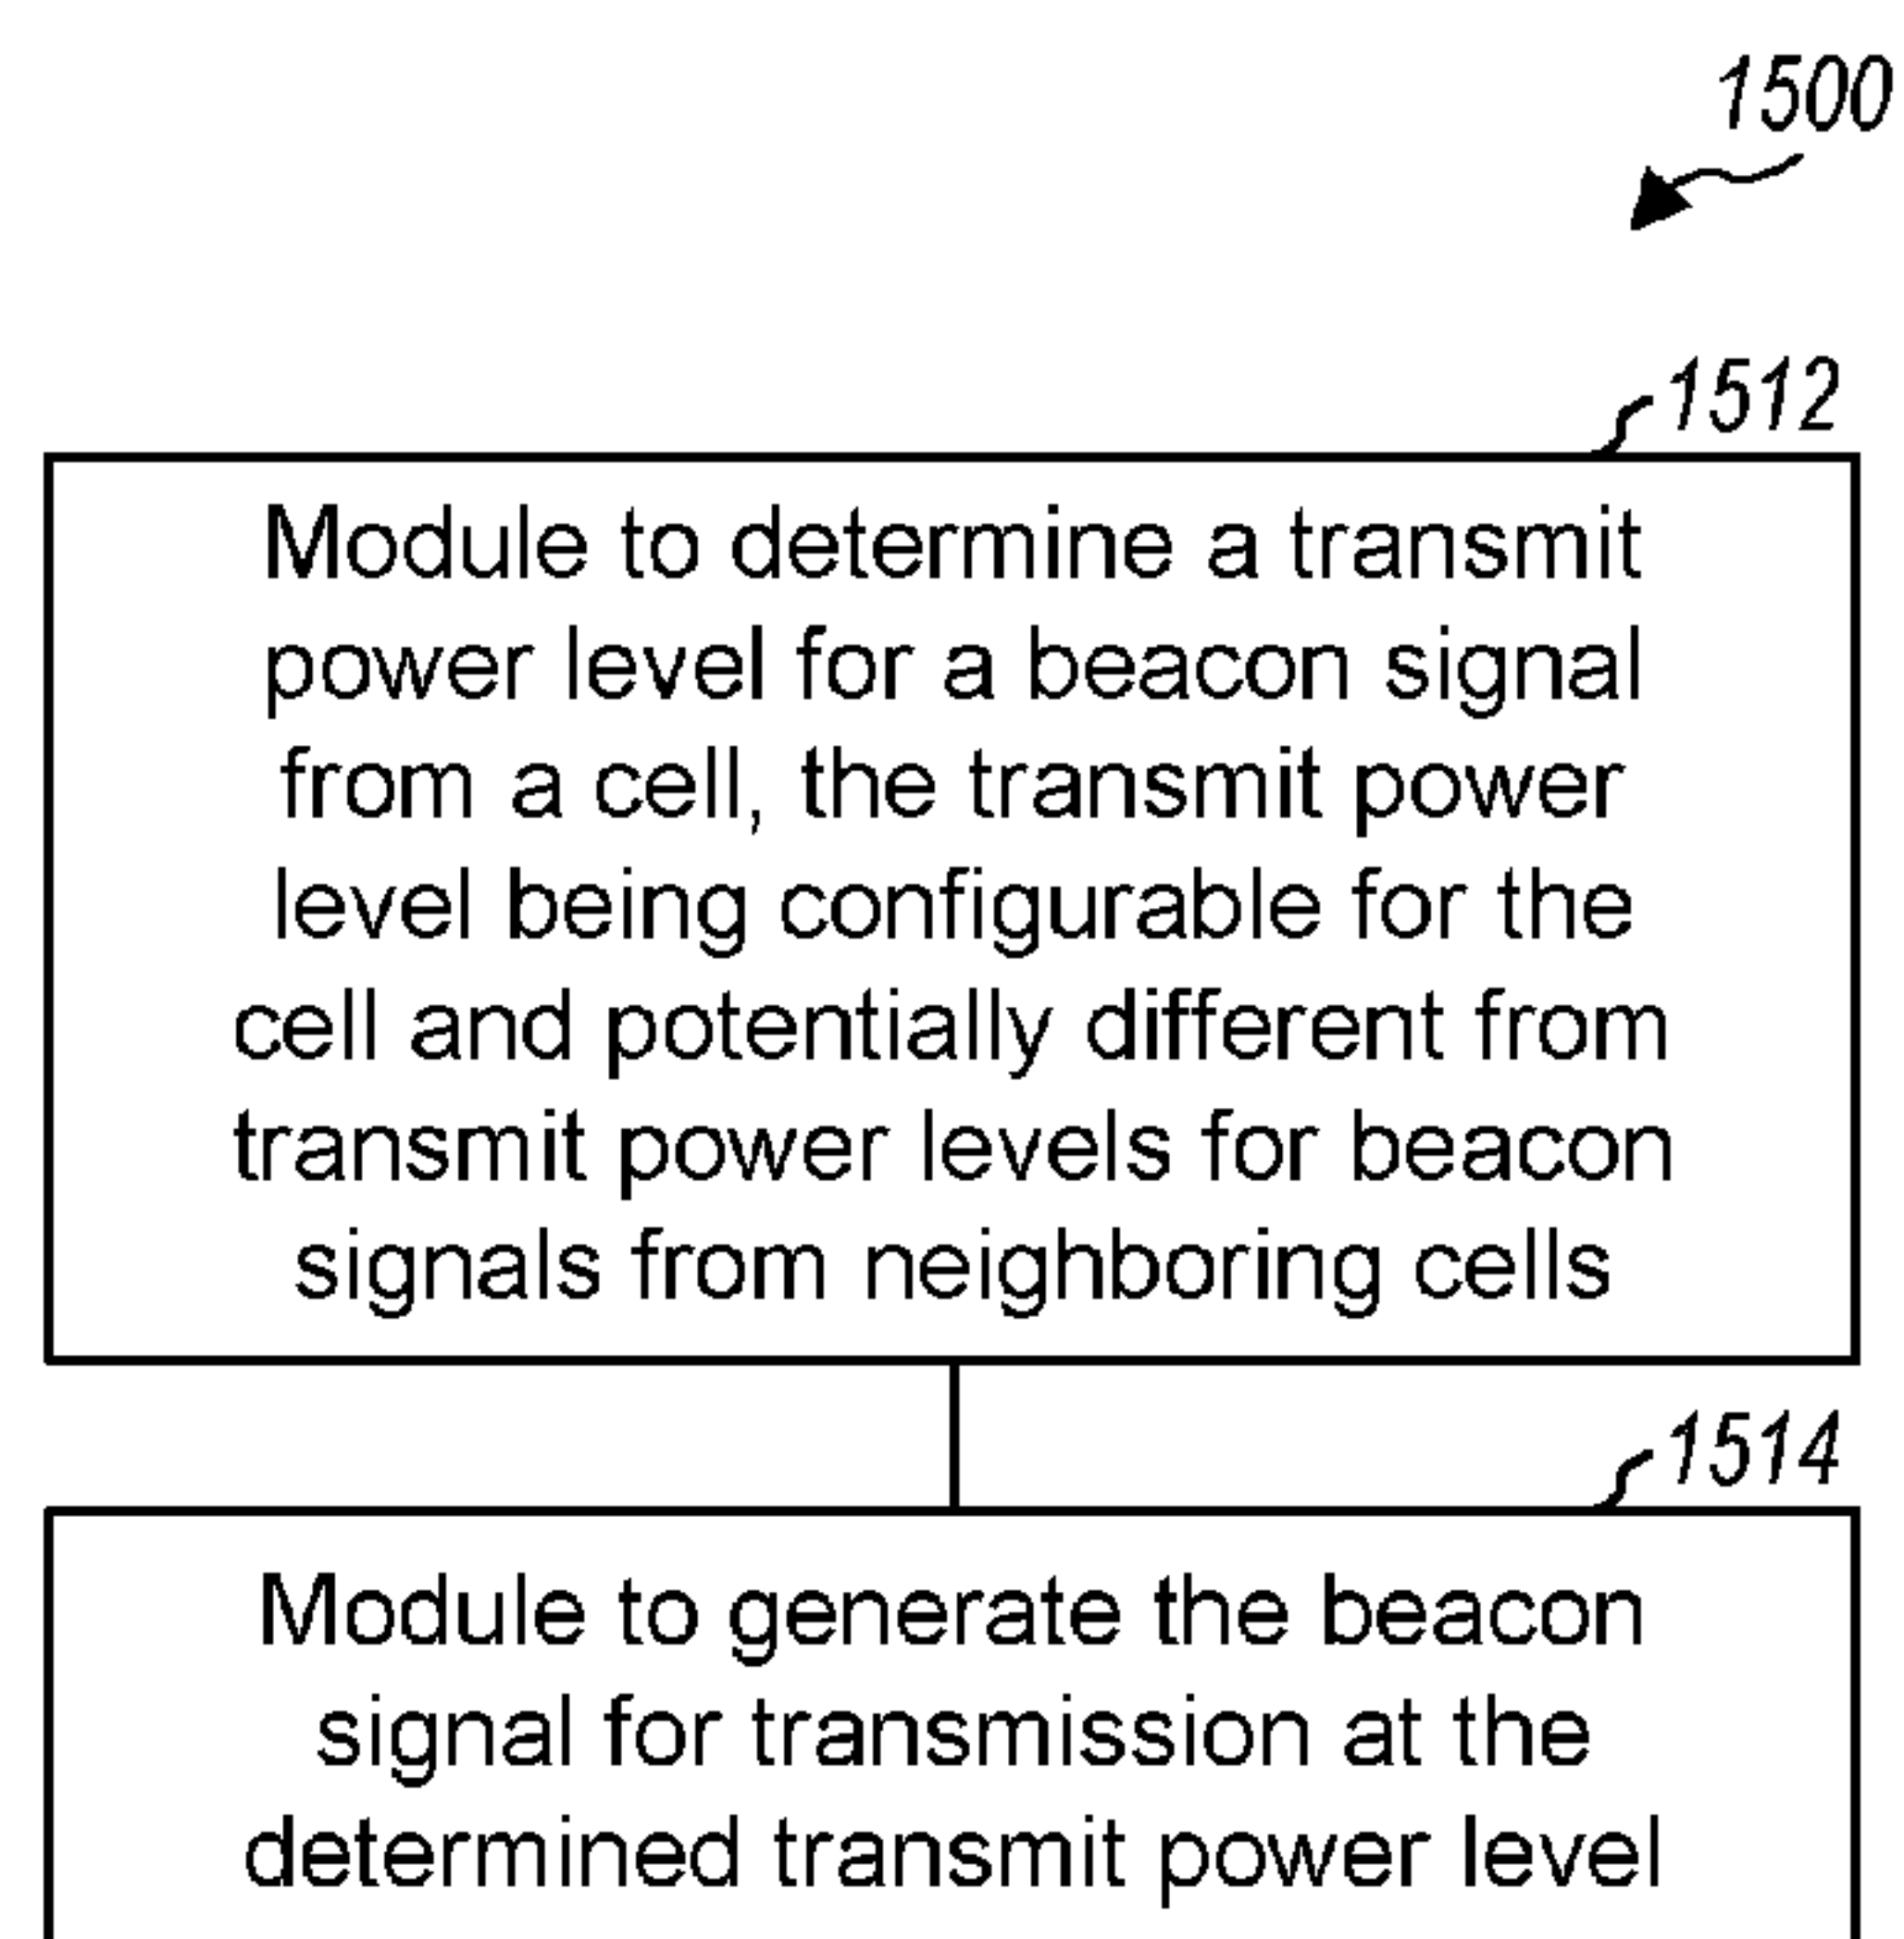 1500
1512
Module to determine a transmit
power level for a beacon signal
from a cell, the transmit power
level being configurable for the
cell and potentially different from
transmit power levels for beacon
signals from neighboring cells
1514
Module to generate the beacon
signal for transmission at the
determined transmit power level